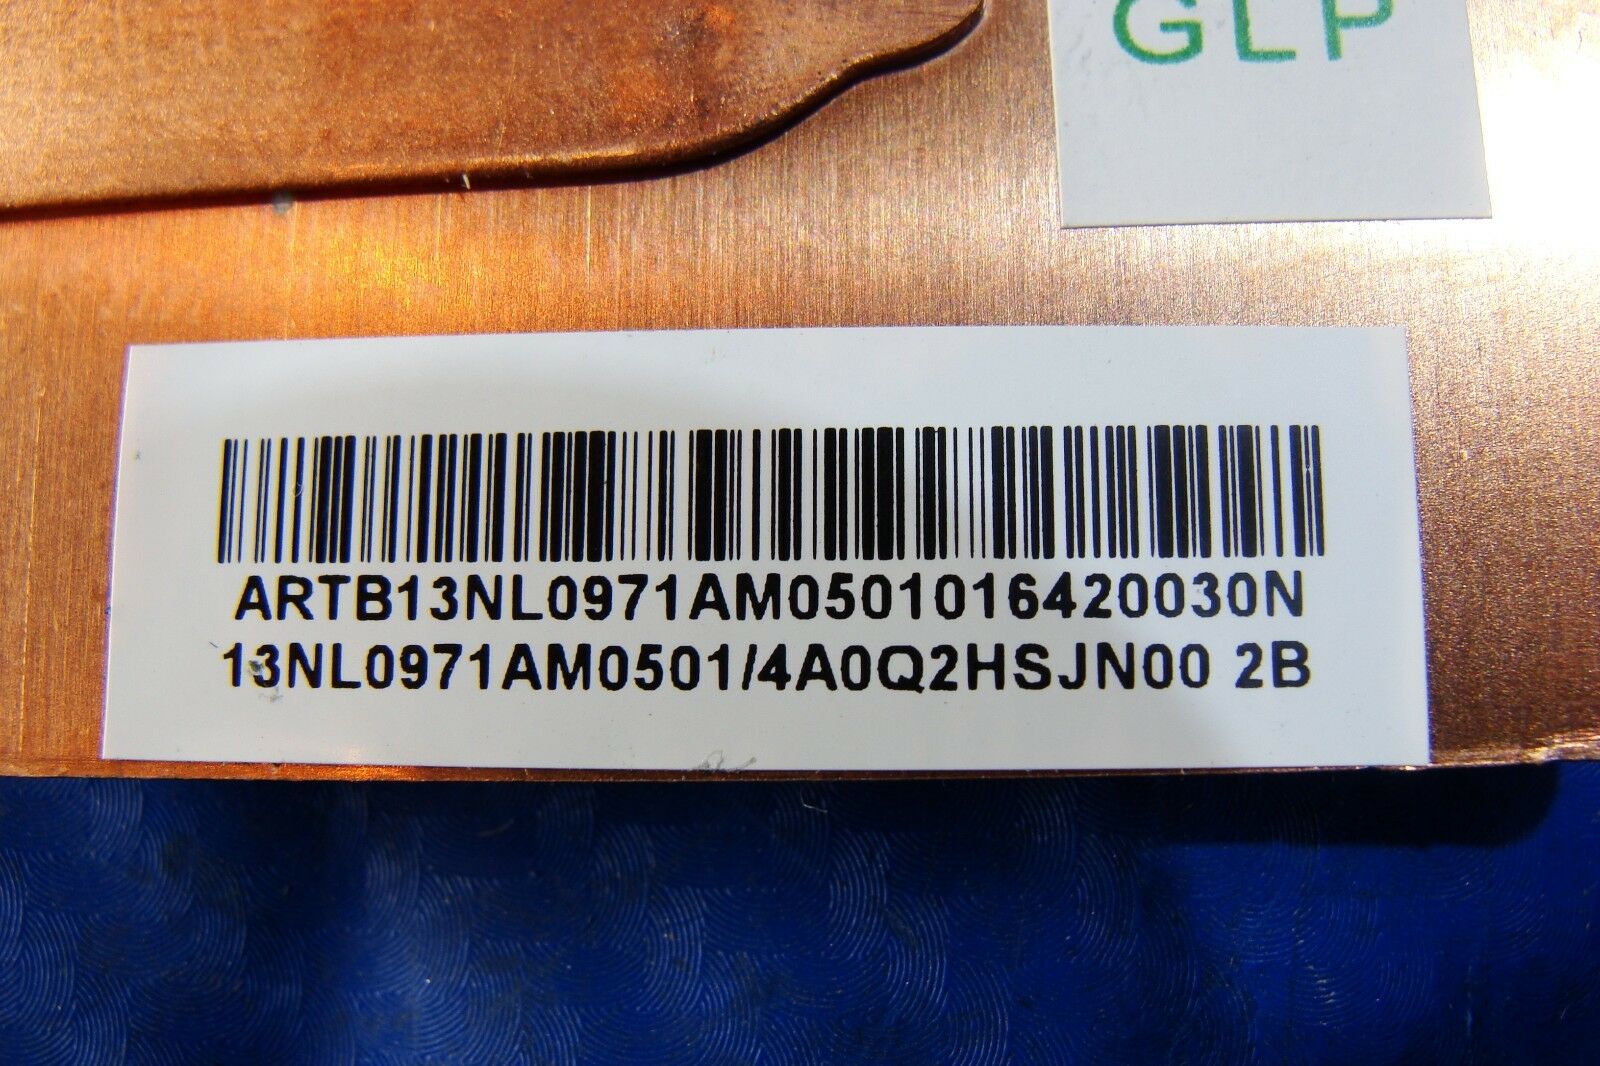 GLP
ARTB13NL0971AM0501016420030N
13NL0971AM0501/4A0Q2HSJN00 2B